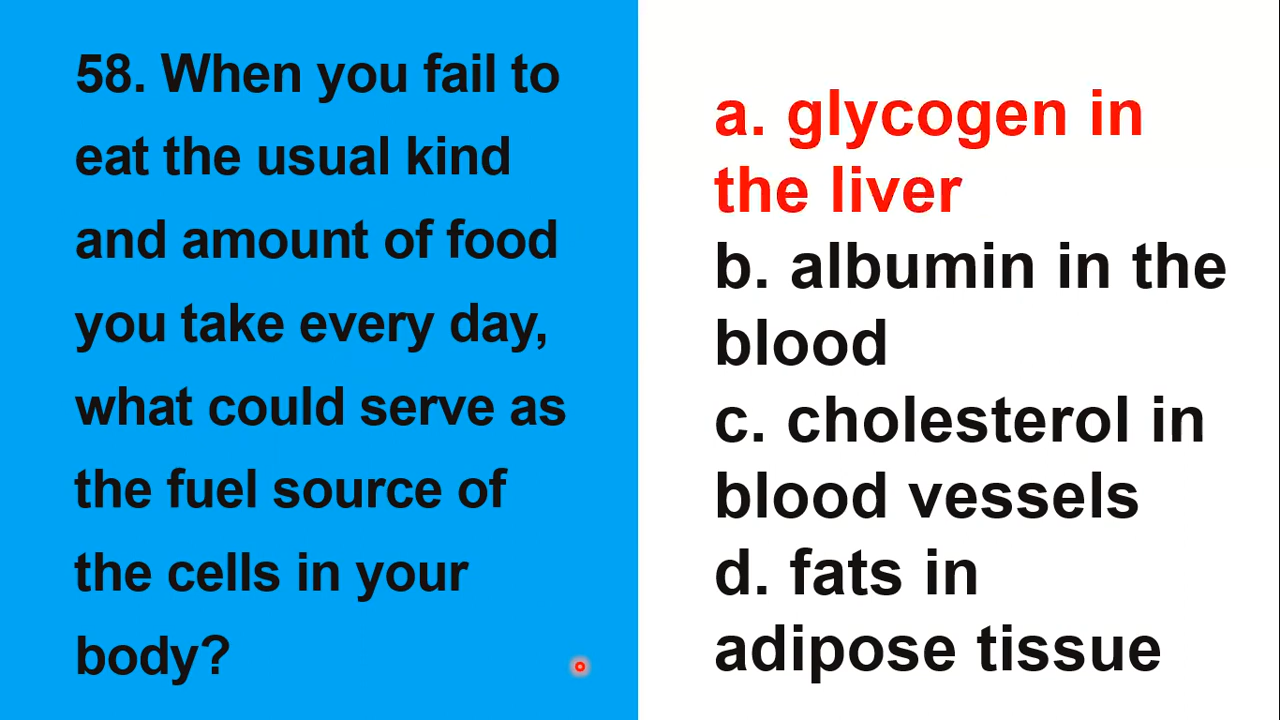 58. When you fail to
eat the usual kind
and amount of food
you take every day,
what could serve as
the fuel source of
the cells in your
body?
a. glycogen in
the liver
b. albumin in the
blood
c. cholesterol in
blood vessels
d. fats in
adipose tissue